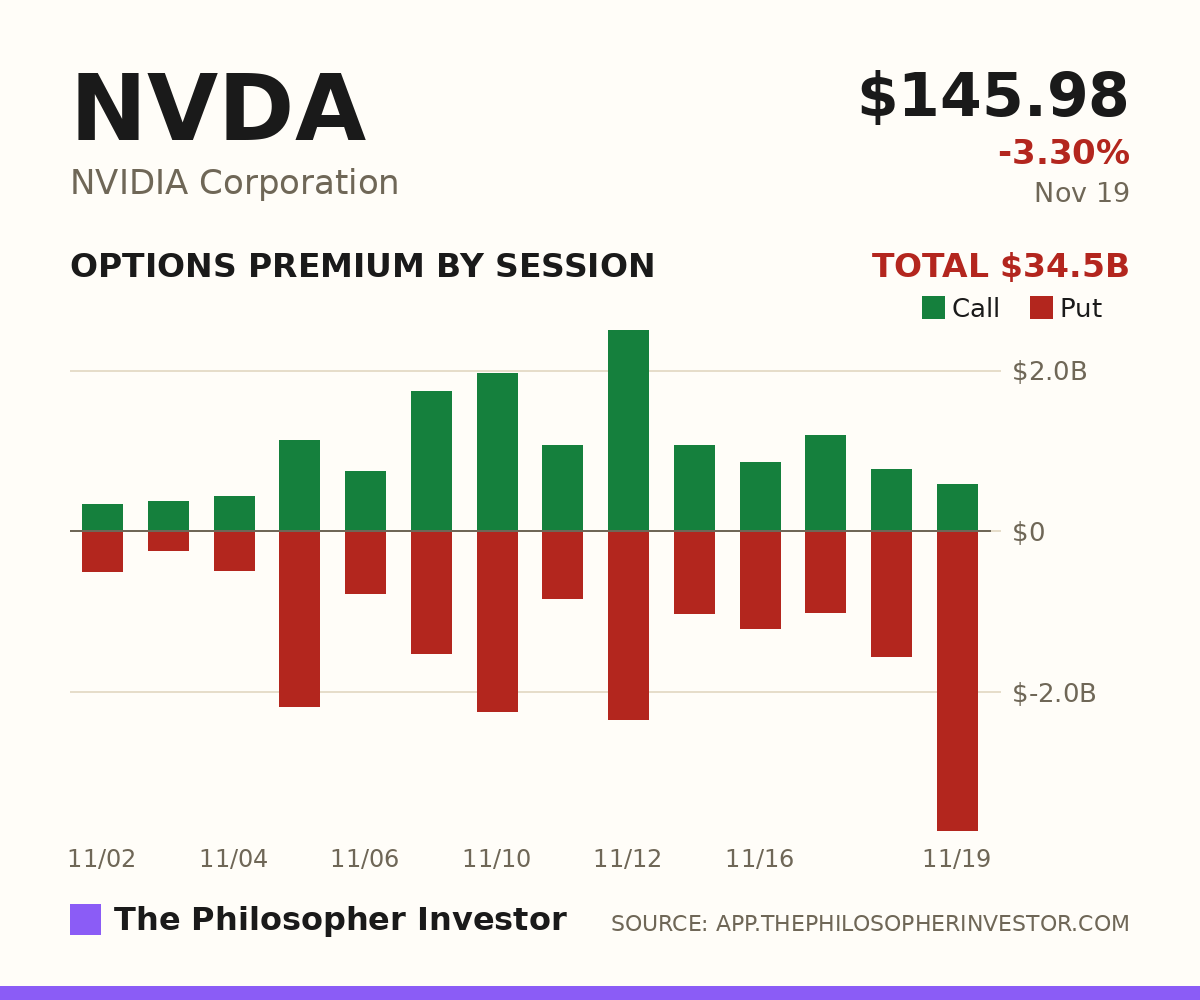 NVDA
$145.98
NVIDIA Corporation
-3.30%
Nov 19
OPTIONS PREMIUM BY SESSION
TOTAL $34.5B
Call
Put
$2.0B
$0
$-2.0B
11/02
11/04
11/06
11/10
11/12
11/16
11/19
The Philosopher Investor
SOURCE: APP.THEPHILOSOPHERINVESTOR.COM